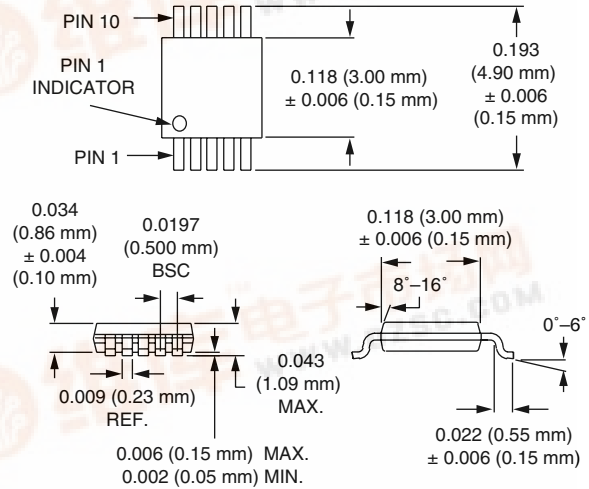 PIN 10
PIN 1
INDICATOR
PIN 1
0.118 (3.00 mm)
± 0.006 (0.15 mm)
0.193
(4.90 mm)
± 0.006
(0.15 mm)
0.034
(0.86 mm)
± 0.004
(0.10 mm)
0.0197
(0.500 mm)
BSC
0.009 (0.23 mm)
REF.
0.043
(1.09 mm)
MAX.
0.006 (0.15 mm) MAX.
0.002 (0.05 mm) MIN.
0.118 (3.00 mm)
± 0.006 (0.15 mm)
8°–16°
0°–6°
0.022 (0.55 mm)
± 0.006 (0.15 mm)